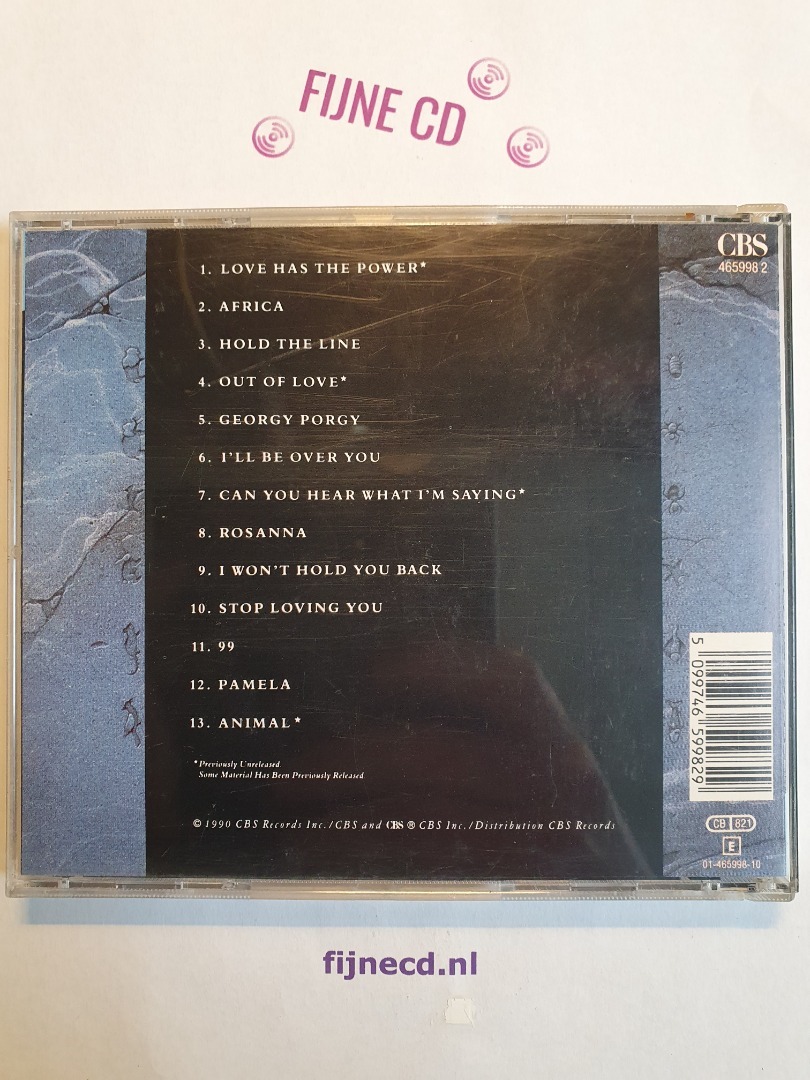 FIJNE CD
CBS
465998 2
1. LOVE HAS THE POWER*
2. AFRICA
3. HOLD THE LINE
4. OUT OF LOVE*
5. GEORGY PORGY
6. I'LL BE OVER YOU
7. CAN YOU HEAR WHAT I'M SAYING*
8. ROSANNA
9. I WON'T HOLD YOU BACK
10. STOP LOVING YOU
11. 99
12. PAMELA
13. ANIMAL*
*Previously Unreleased
Some Material Has Been Previously Released
© 1990 CBS Records Inc./CBS and CBS ® CBS Inc./Distribution CBS Records
5 099746 599829
CB 821
E
01-465998-10
fijnecd.nl